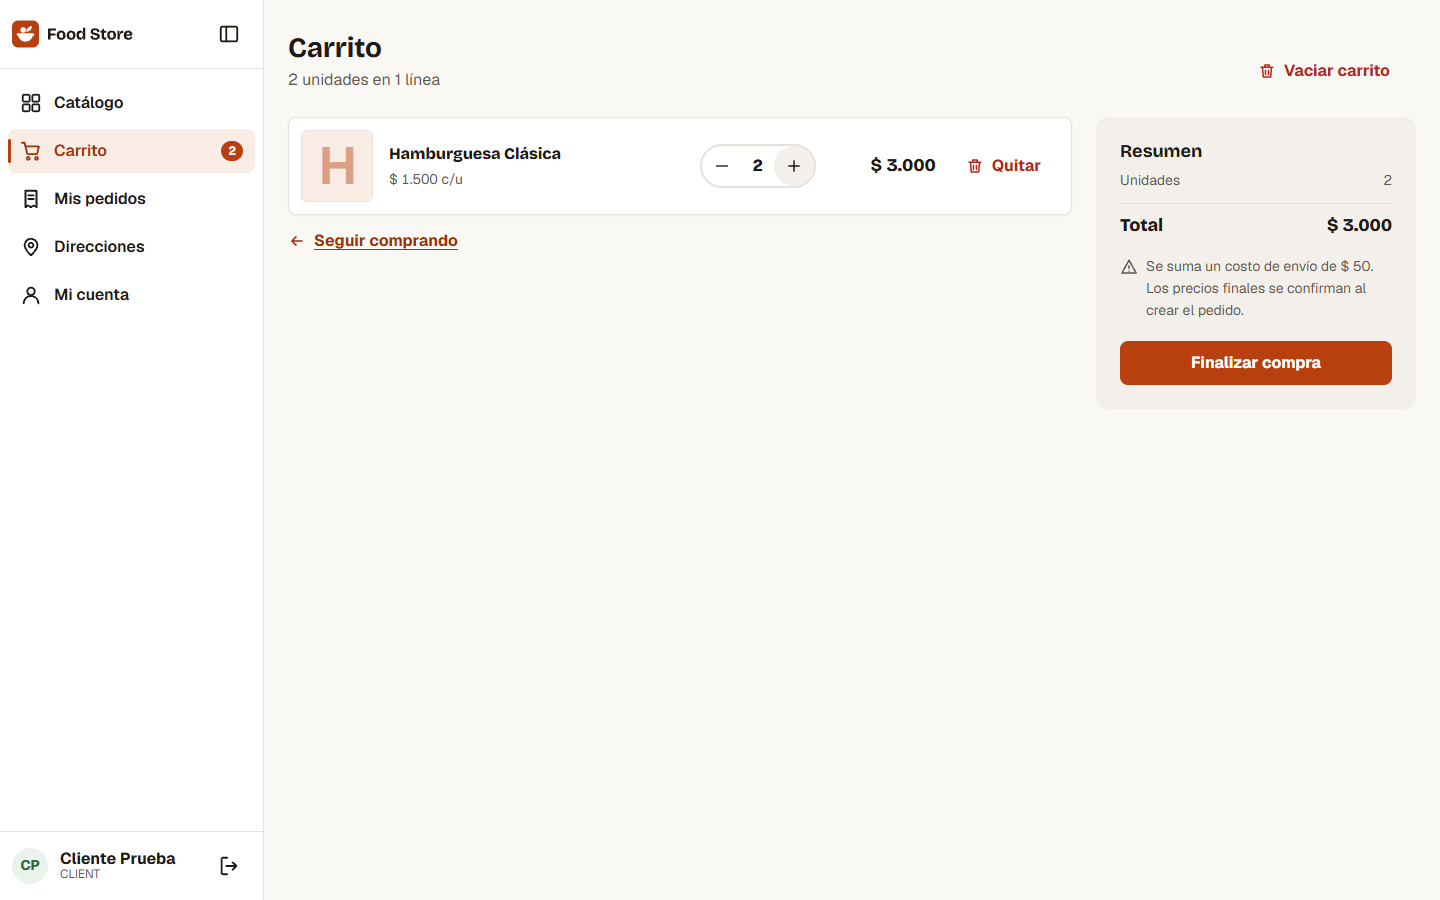 Food Store
Catálogo
Carrito 2
Mis pedidos
Direcciones
Mi cuenta
CP
Cliente Prueba
CLIENT
Carrito
2 unidades en 1 línea
Vaciar carrito
H
Hamburguesa Clásica
$ 1.500 c/u
2
$ 3.000
Quitar
Seguir comprando
Resumen
Unidades 2
Total $ 3.000
Se suma un costo de envío de $ 50.
Los precios finales se confirman al
crear el pedido.
Finalizar compra